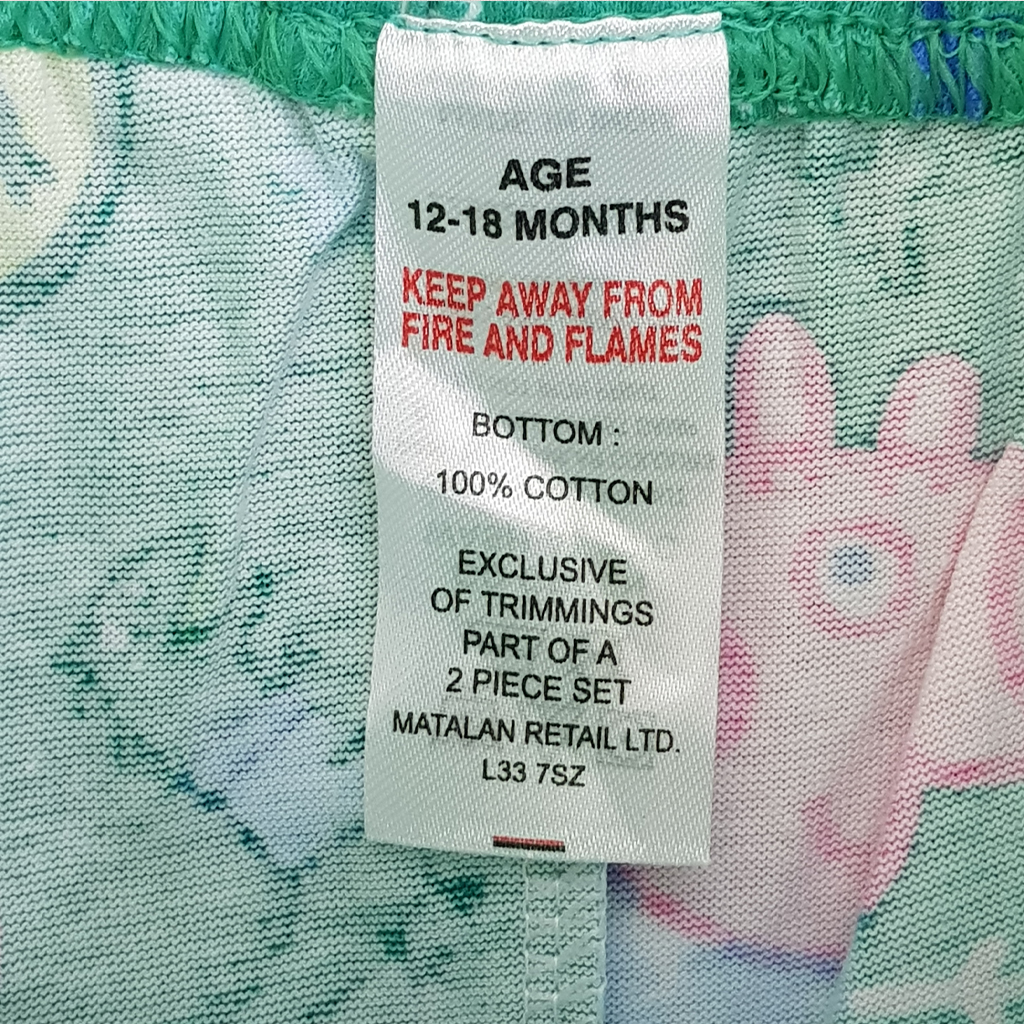 AGE
12-18 MONTHS
KEEP AWAY FROM
FIRE AND FLAMES
BOTTOM :
100% COTTON
EXCLUSIVE
OF TRIMMINGS
PART OF A
2 PIECE SET
MATALAN RETAIL LTD.
L33 7SZ